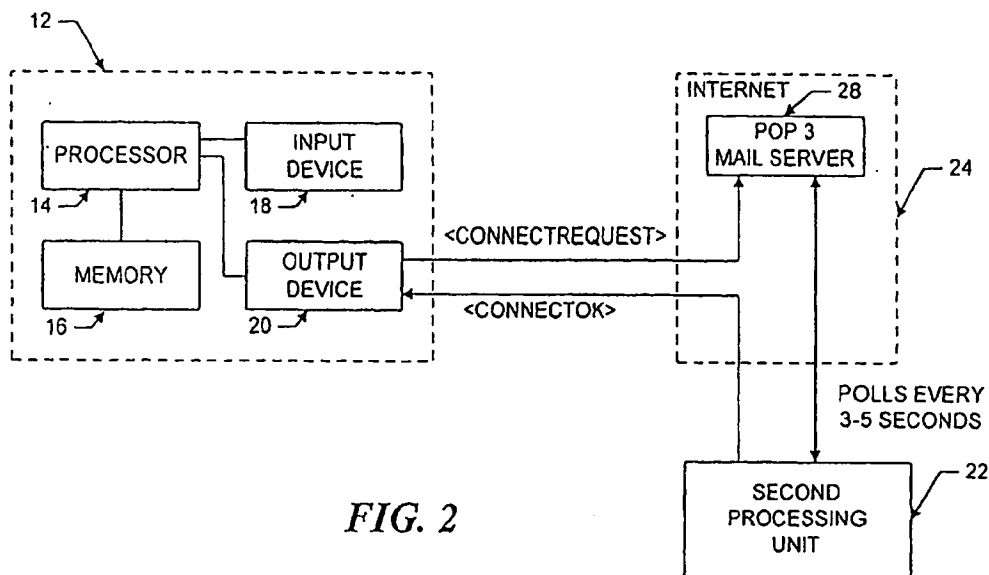 12
INTERNET
28
PROCESSOR
INPUT
DEVICE
POP 3
MAIL SERVER
14
18
24
<CONNECTREQUEST>
MEMORY
OUTPUT
DEVICE
<CONNECTOK>
16
20
POLLS EVERY
3-5 SECONDS
22
SECOND
PROCESSING
UNIT
FIG. 2